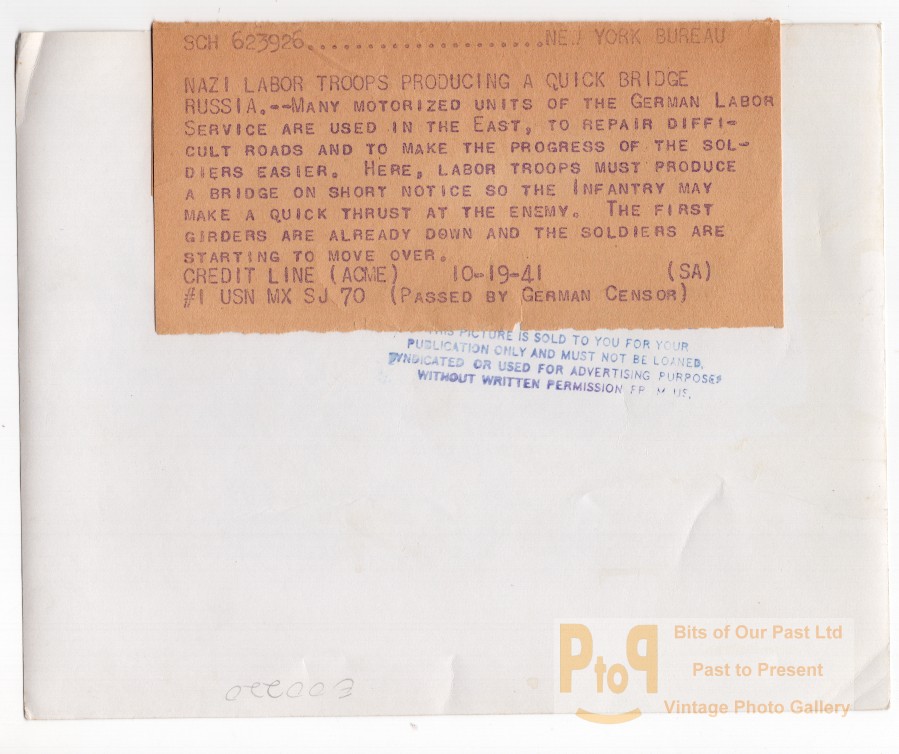 SCH 623926.....................NEW YORK BUREAU
NAZI LABOR TROOPS PRODUCING A QUICK BRIDGE
RUSSIA.--MANY MOTORIZED UNITS OF THE GERMAN LABOR
SERVICE ARE USED IN THE EAST, TO REPAIR DIFFI-
CULT ROADS AND TO MAKE THE PROGRESS OF THE SOL-
DIERS EASIER. HERE, LABOR TROOPS MUST PRODUCE
A BRIDGE ON SHORT NOTICE SO THE INFANTRY MAY
MAKE A QUICK THRUST AT THE ENEMY. THE FIRST
GIRDERS ARE ALREADY DOWN AND THE SOLDIERS ARE
STARTING TO MOVE OVER.
CREDIT LINE (ACME) 10-19-41 (SA)
#1 USN MX SJ 70 (PASSED BY GERMAN CENSOR)
THIS PICTURE IS SOLD TO YOU FOR YOUR
PUBLICATION ONLY AND MUST NOT BE LOANED,
SYNDICATED OR USED FOR ADVERTISING PURPOSES
WITHOUT WRITTEN PERMISSION FROM US.
PtoP
Bits of Our Past Ltd
Past to Present
Vintage Photo Gallery